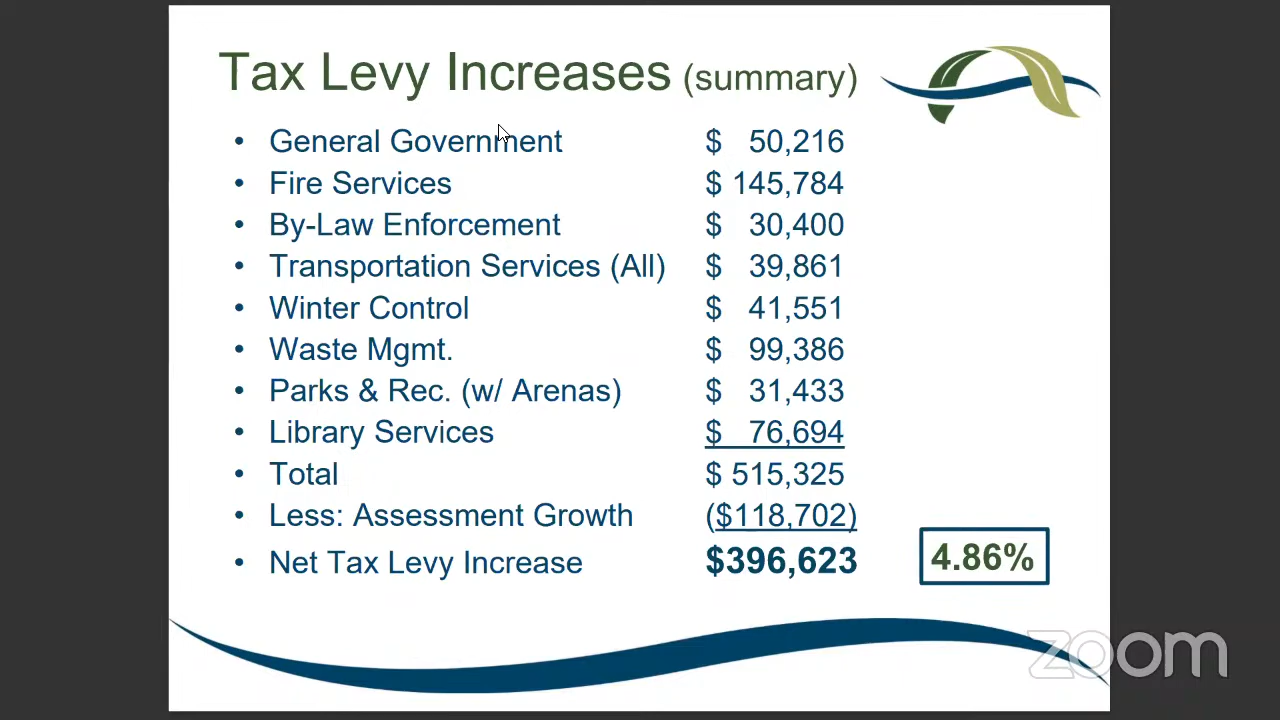 Tax Levy Increases (summary)
• General Government $ 50,216
• Fire Services $ 145,784
• By-Law Enforcement $ 30,400
• Transportation Services (All) $ 39,861
• Winter Control $ 41,551
• Waste Mgmt. $ 99,386
• Parks & Rec. (w/ Arenas) $ 31,433
• Library Services $ 76,694
• Total $ 515,325
• Less: Assessment Growth ($118,702)
• Net Tax Levy Increase $396,623 4.86%
zoom